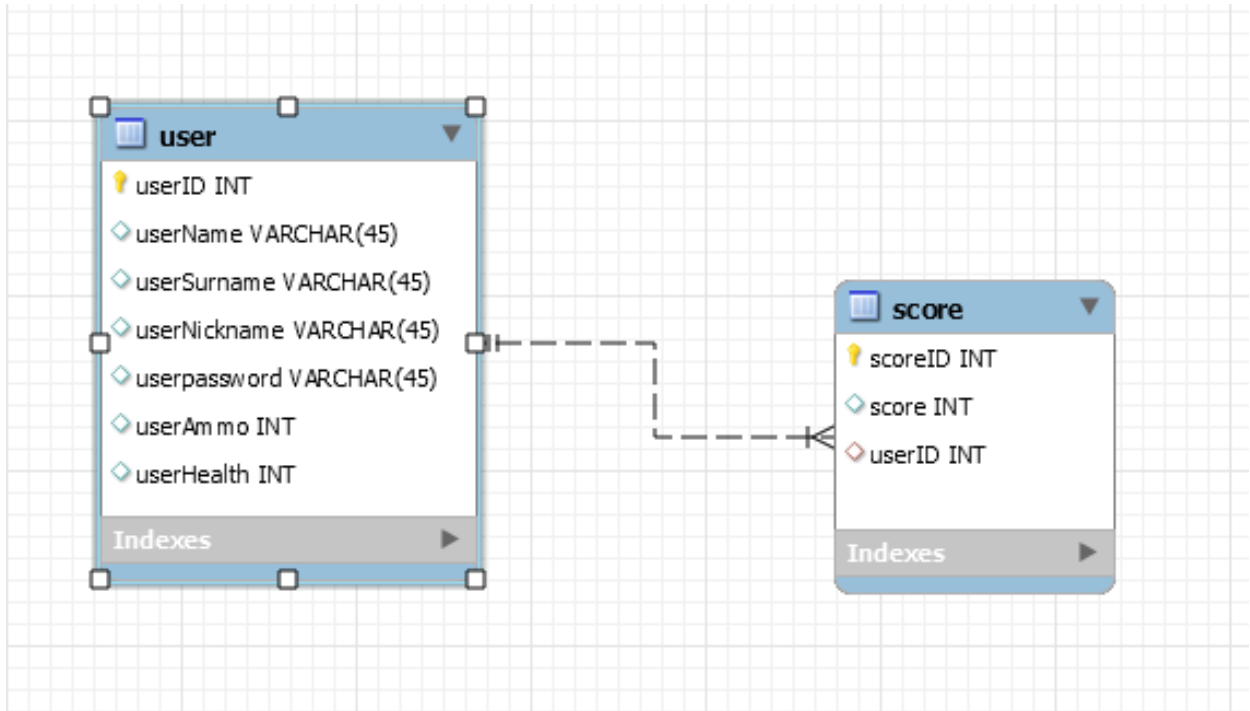 user
userID INT
userName VARCHAR(45)
userSurname VARCHAR(45)
userNickname VARCHAR(45)
userpassword VARCHAR(45)
userAmmo INT
userHealth INT
Indexes
score
scoreID INT
score INT
userID INT
Indexes